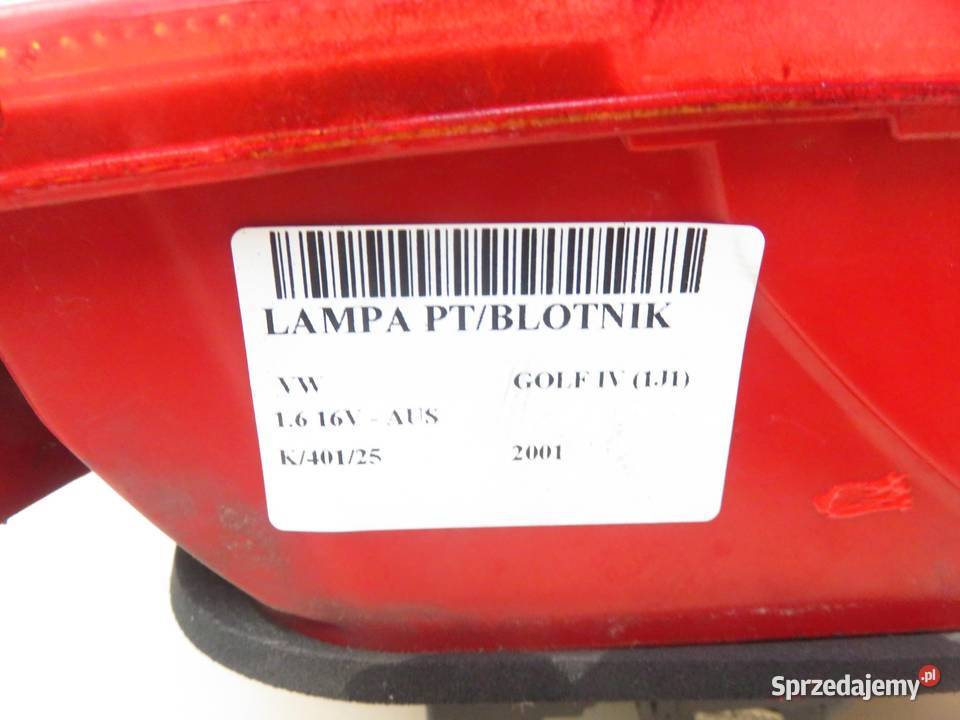 LAMPA PT/BLOTNIK
VW GOLF IV (1J1)
1.6 16V - AUS
K/401/25 2001
Sprzedajemy.pl